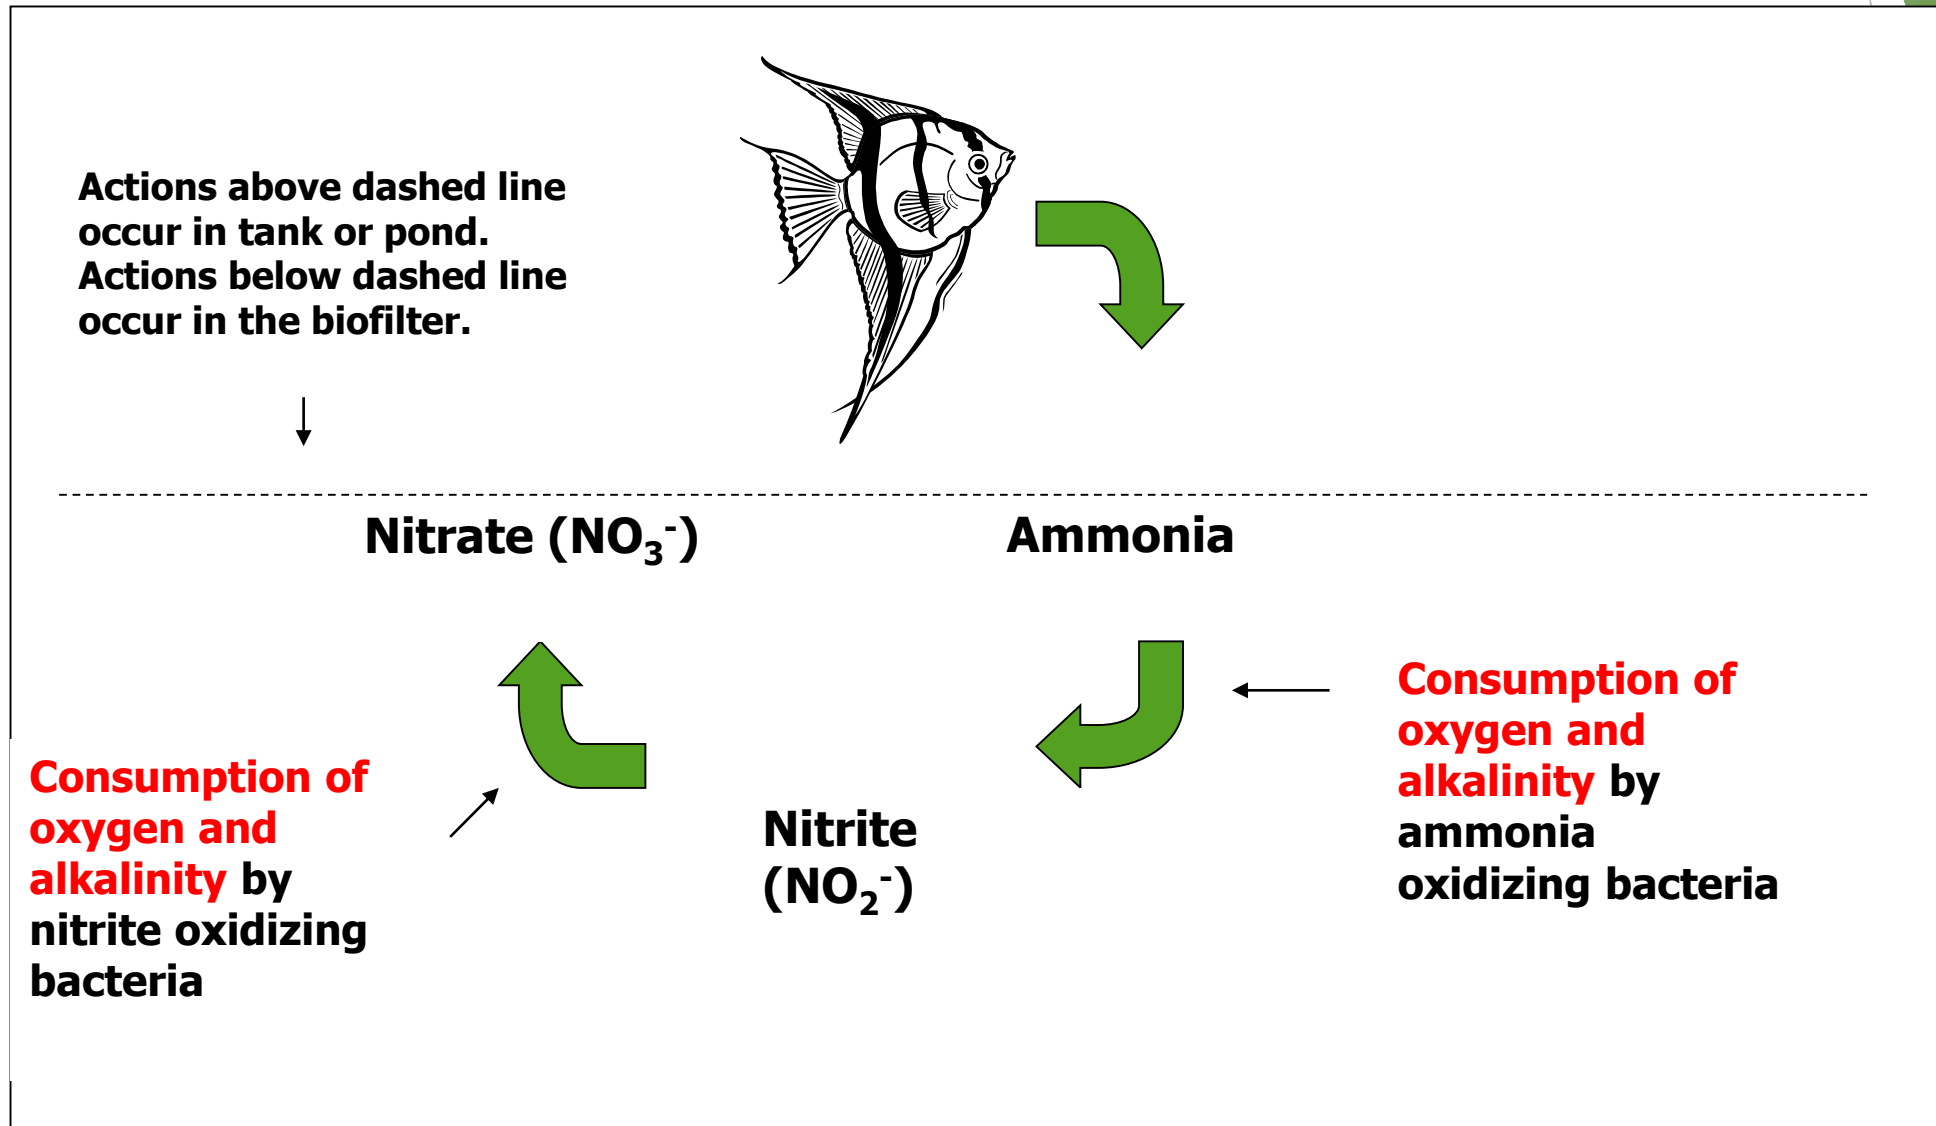 Actions above dashed line
occur in tank or pond.
Actions below dashed line
occur in the biofilter.
Nitrate (NO₃⁻)
Ammonia
Consumption of
oxygen and
alkalinity by
ammonia
oxidizing bacteria
Nitrite
(NO₂⁻)
Consumption of
oxygen and
alkalinity by
nitrite oxidizing
bacteria